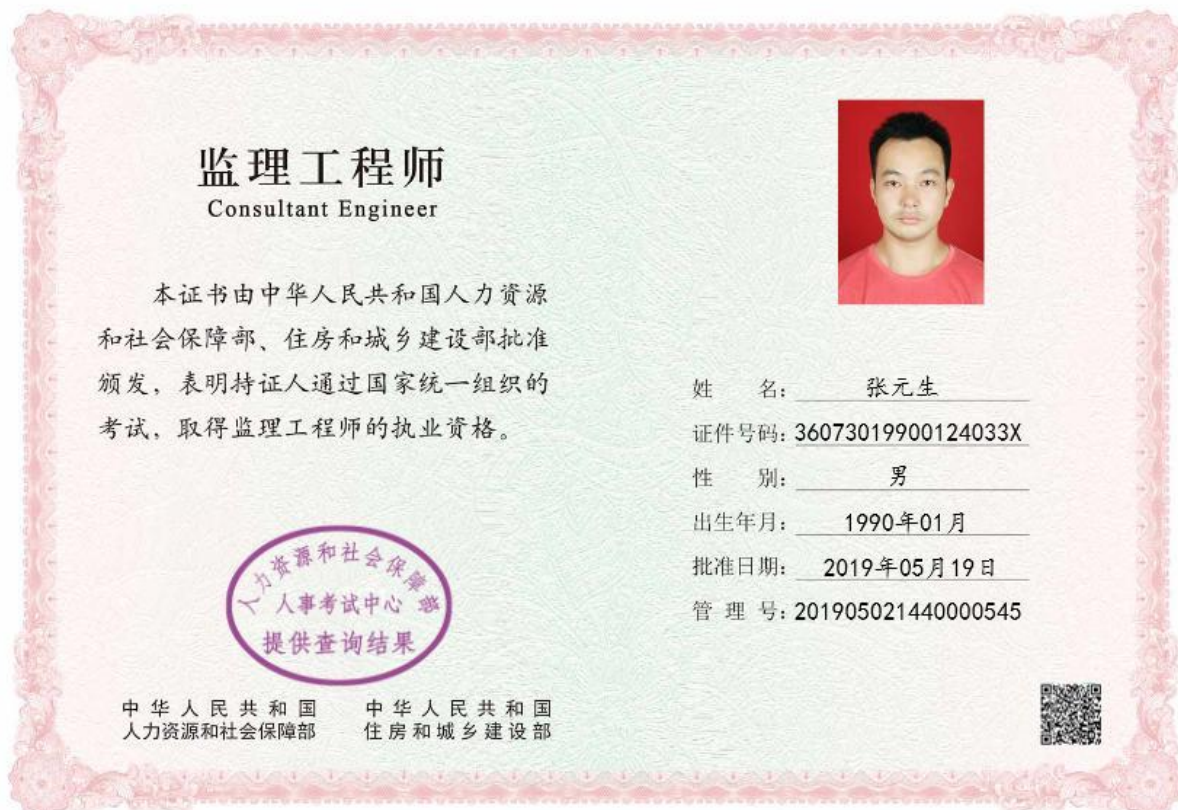 监理工程师
Consultant Engineer
本证书由中华人民共和国人力资源
和社会保障部、住房和城乡建设部批准
颁发，表明持证人通过国家统一组织的
考试，取得监理工程师的执业资格。
人力资源和社会保障部
人事考试中心
提供查询结果
中华人民共和国
人力资源和社会保障部
中华人民共和国
住房和城乡建设部
姓 名：张元生
证件号码：36073019900124033X
性 别：男
出生年月：1990年01月
批准日期：2019年05月19日
管 理 号：201905021440000545